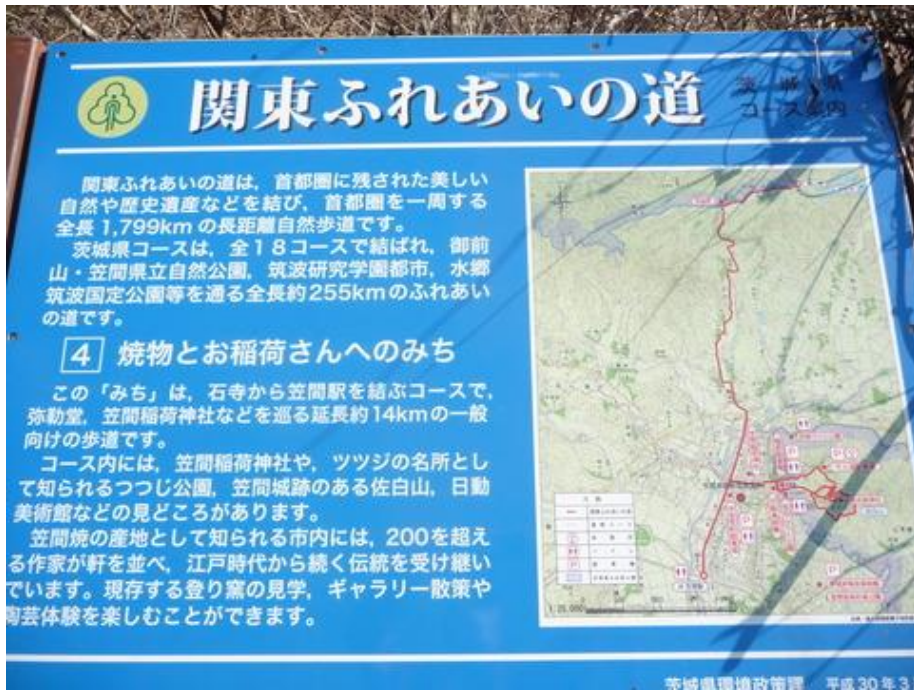 関東ふれあいの道
茨城県
コース案内
関東ふれあいの道は，首都圏に残された美しい
自然や歴史遺産などを結び，首都圏を一周する
全長1,799kmの長距離自然歩道です。
茨城県コースは，全１８コースで結ばれ，御前
山・笠間県立自然公園，筑波研究学園都市，水郷
筑波国定公園等を通る全長約255kmのふれあい
の道です。
4 焼物とお稲荷さんへのみち
この「みち」は，石寺から笠間駅を結ぶコースで，
弥勒堂，笠間稲荷神社などを巡る延長約14kmの一般
向けの歩道です。
コース内には，笠間稲荷神社や，ツツジの名所とし
て知られるつつじ公園，笠間城跡のある佐白山，日動
美術館などの見どころがあります。
笠間焼の産地として知られる市内には，200を超え
る作家が軒を並べ，江戸時代から続く伝統を受け継い
でいます。現存する登り窯の見学，ギャラリー散策や
陶芸体験を楽しむことができます。
1:25,000
茨城県環境政策課 平成30年3